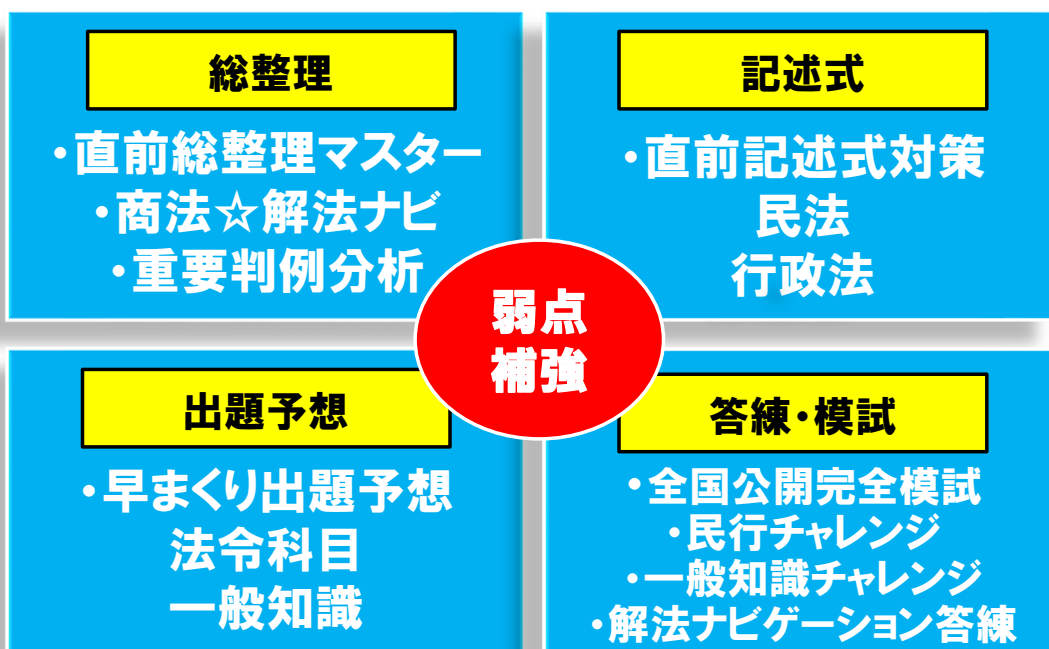 総整理
・直前総整理マスター
・商法☆解法ナビ
・重要判例分析
記述式
・直前記述式対策
民法
行政法
弱点
補強
出題予想
・早まくり出題予想
法令科目
一般知識
答練・模試
・全国公開完全模試
・民行チャレンジ
・一般知識チャレンジ
・解法ナビゲーション答練